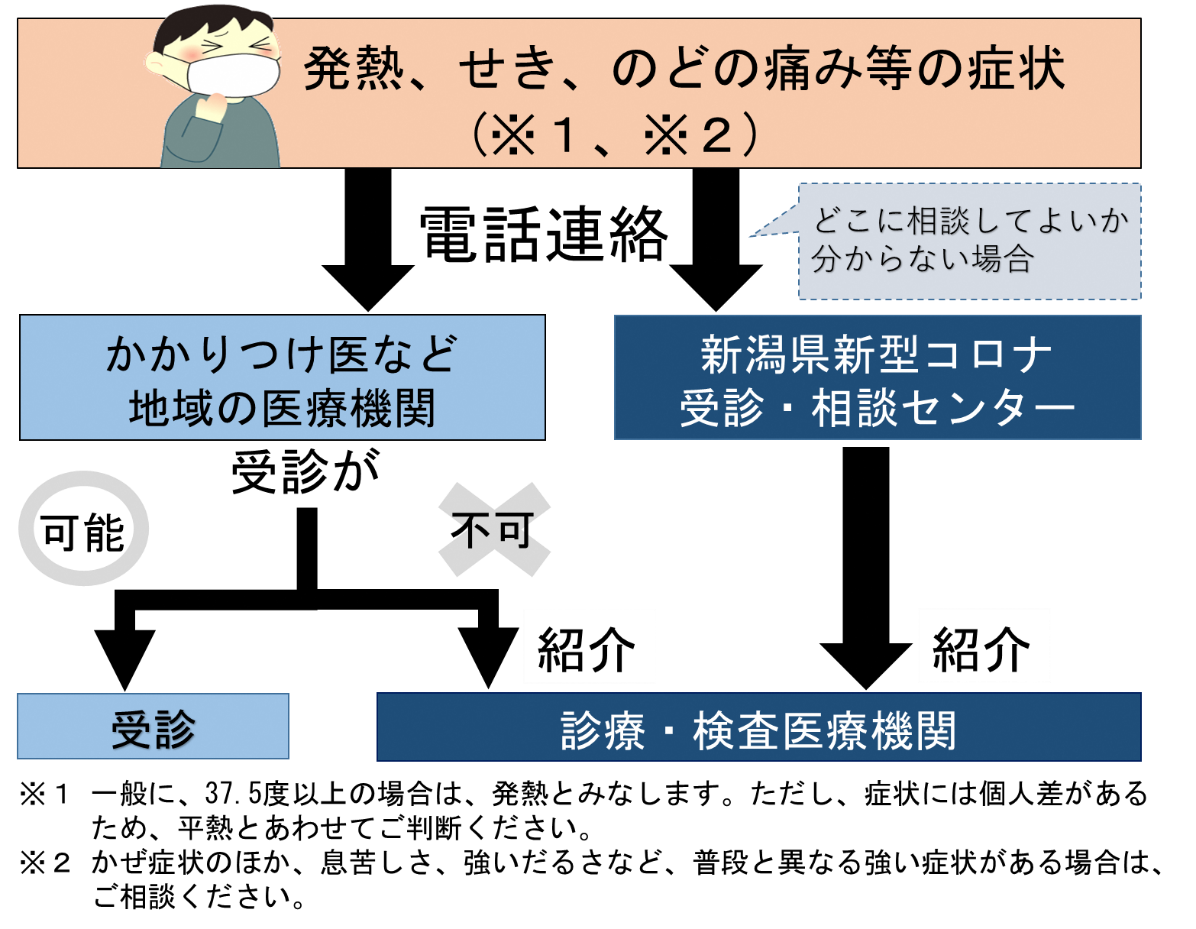 発熱、せき、のどの痛み等の症状
（※１、※２）
電話連絡
どこに相談してよいか
分からない場合
かかりつけ医など
地域の医療機関
新潟県新型コロナ
受診・相談センター
受診が
可能
不可
紹介
紹介
受診
診療・検査医療機関
※１ 一般に、37.5度以上の場合は、発熱とみなします。ただし、症状には個人差がある
ため、平熱とあわせてご判断ください。
※２ かぜ症状のほか、息苦しさ、強いだるさなど、普段と異なる強い症状がある場合は、
ご相談ください。